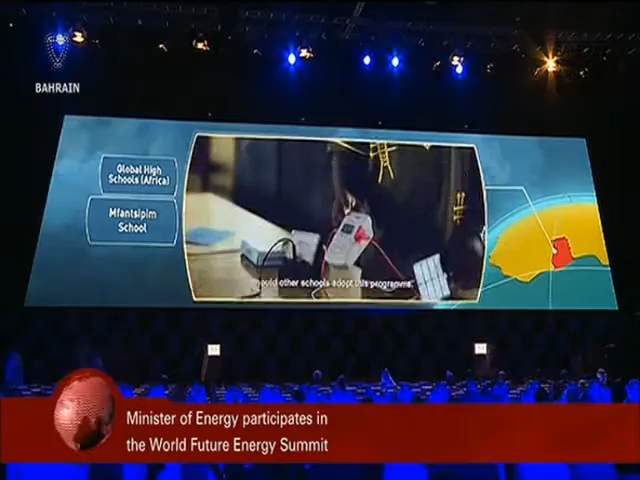 BAHRAIN
Global High
Schools (Africa)
Mfantsipim
School
other schools adopt this programme.
Minister of Energy participates in
the World Future Energy Summit